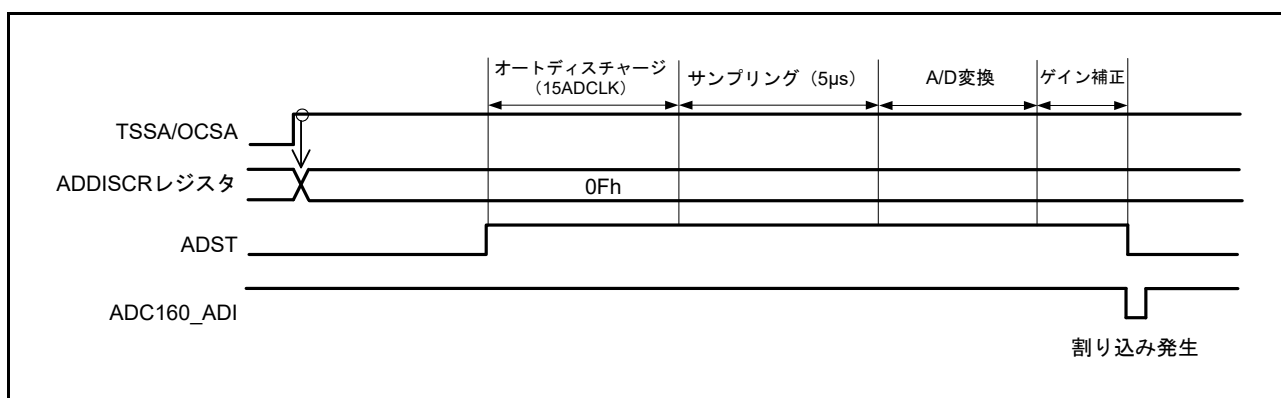 オートディスチャージ
(15ADCLK)
サンプリング (5µs)
A/D変換
ゲイン補正
TSSA/OCSA
ADDISCRレジスタ
0Fh
ADST
ADC160_ADI
割り込み発生